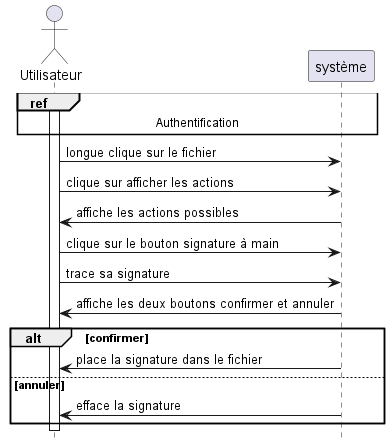 Utilisateur
système
ref
Authentification
longue clique sur le fichier
clique sur afficher les actions
affiche les actions possibles
clique sur le bouton signature à main
trace sa signature
affiche les deux boutons confirmer et annuler
alt [confirmer]
place la signature dans le fichier
[annuler]
efface la signature